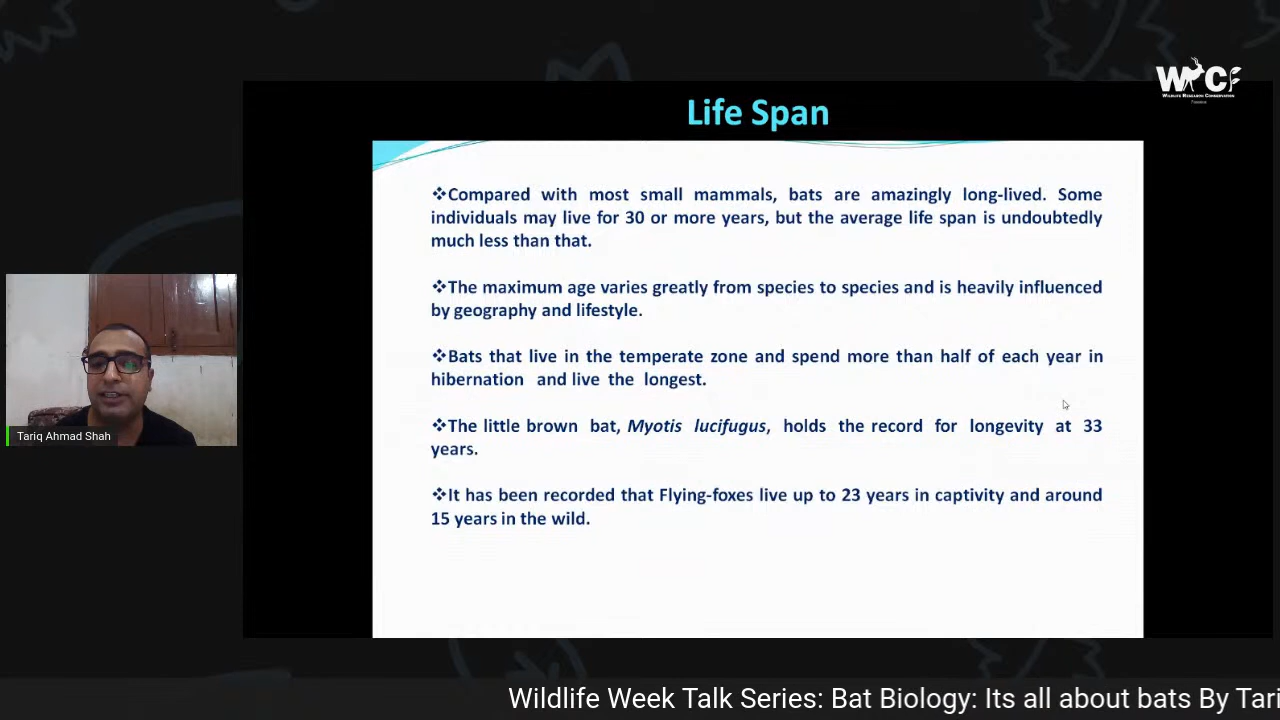 WRCF
WILDLIFE RESEARCH CONSERVATION
Life Span
❖Compared with most small mammals, bats are amazingly long-lived. Some
individuals may live for 30 or more years, but the average life span is undoubtedly
much less than that.
❖The maximum age varies greatly from species to species and is heavily influenced
by geography and lifestyle.
❖Bats that live in the temperate zone and spend more than half of each year in
hibernation and live the longest.
❖The little brown bat, Myotis lucifugus, holds the record for longevity at 33
years.
❖It has been recorded that Flying-foxes live up to 23 years in captivity and around
15 years in the wild.
Tariq Ahmad Shah
Wildlife Week Talk Series: Bat Biology: Its all about bats By Tari